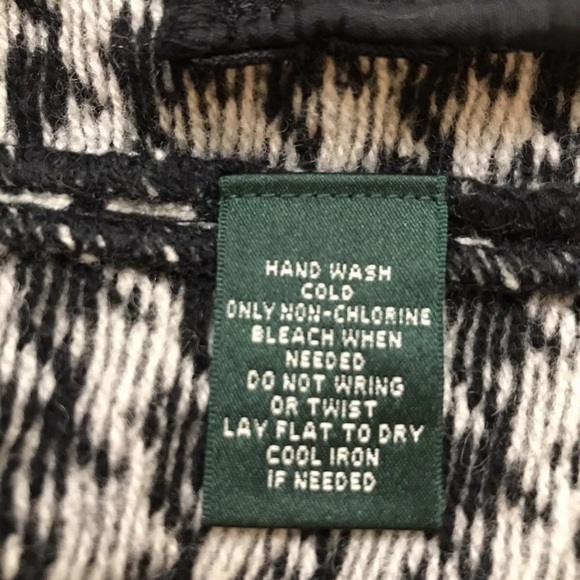 HAND WASH
COLD
ONLY NON-CHLORINE
BLEACH WHEN
NEEDED
DO NOT WRING
OR TWIST
LAY FLAT TO DRY
COOL IRON
IF NEEDED